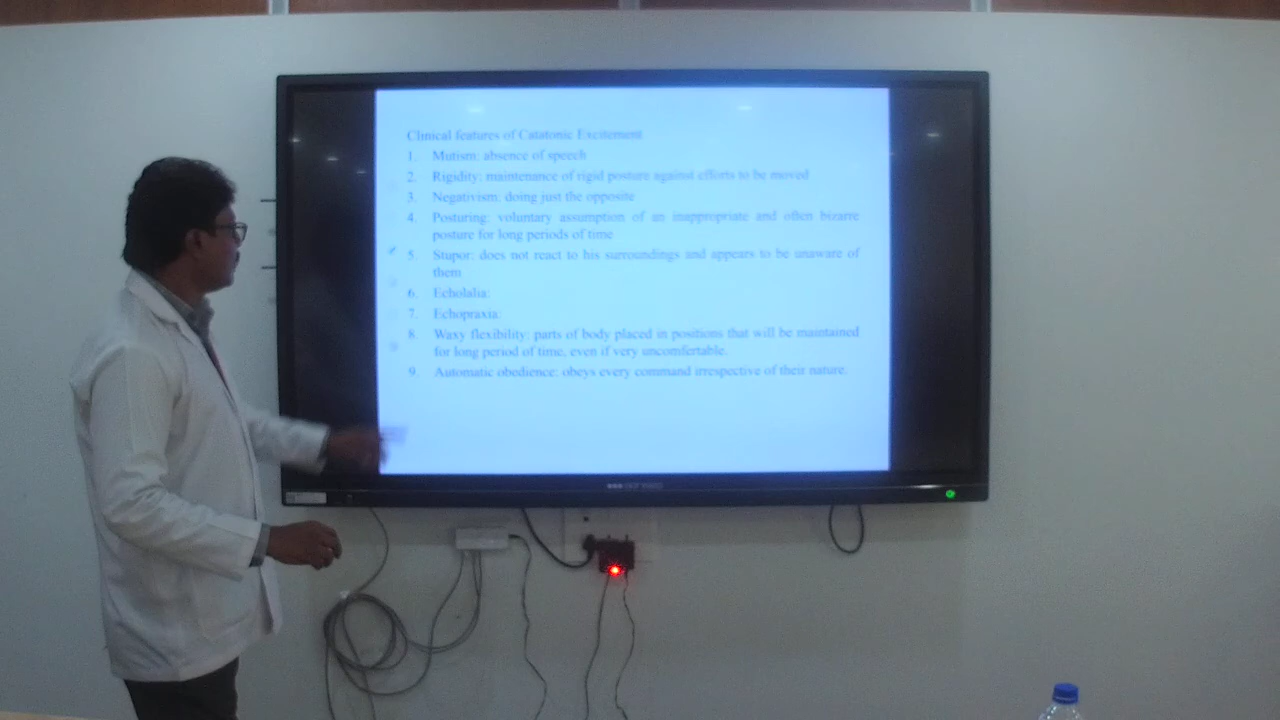 Clinical features of Catatonic Excitement
1. Mutism: absence of speech
2. Rigidity: maintenance of rigid posture against efforts to be moved
3. Negativism: doing just the opposite
4. Posturing: voluntary assumption of an inappropriate and often bizarre
posture for long periods of time
5. Stupor: does not react to his surroundings and appears to be unaware of
them
6. Echolalia:
7. Echopraxia:
8. Waxy flexibility: parts of body placed in positions that will be maintained
for long period of time, even if very uncomfortable.
9. Automatic obedience: obeys every command irrespective of their nature.